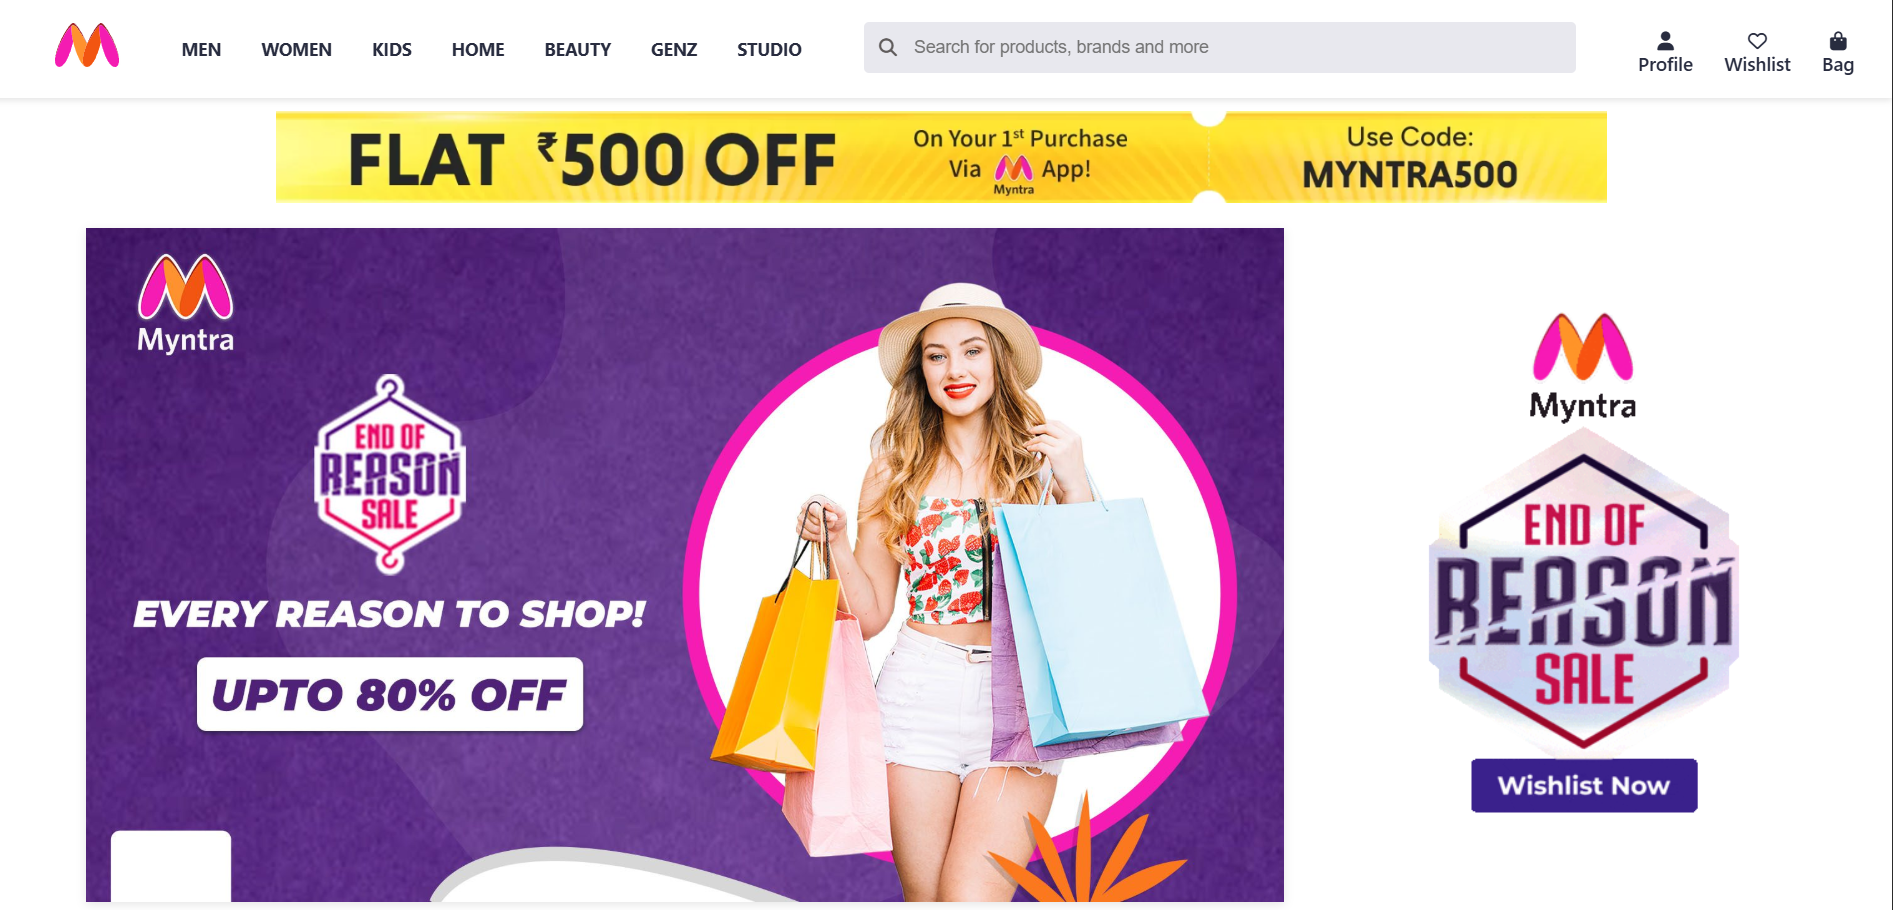 MEN WOMEN KIDS HOME BEAUTY GENZ STUDIO
Search for products, brands and more
Profile Wishlist Bag
FLAT ₹500 OFF
On Your 1st Purchase
Via Myntra App!
Use Code:
MYNTRA500
Myntra
END OF
REASON
SALE
EVERY REASON TO SHOP!
UPTO 80% OFF
Myntra
END OF
REASON
SALE
Wishlist Now